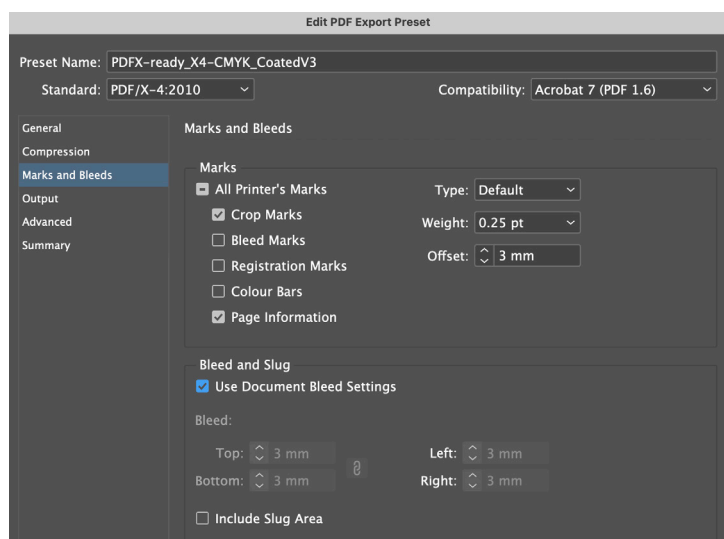 Edit PDF Export Preset
Preset Name: PDFX-ready_X4-CMYK_CoatedV3
Standard: PDF/X-4:2010 Compatibility: Acrobat 7 (PDF 1.6)
General
Compression
Marks and Bleeds
Output
Advanced
Summary
Marks and Bleeds
Marks
All Printer's Marks Type: Default
Crop Marks Weight: 0.25 pt
Bleed Marks
Offset: 3 mm
Registration Marks
Colour Bars
Page Information
Bleed and Slug
Use Document Bleed Settings
Bleed:
Top: 3 mm Left: 3 mm
Bottom: 3 mm Right: 3 mm
Include Slug Area